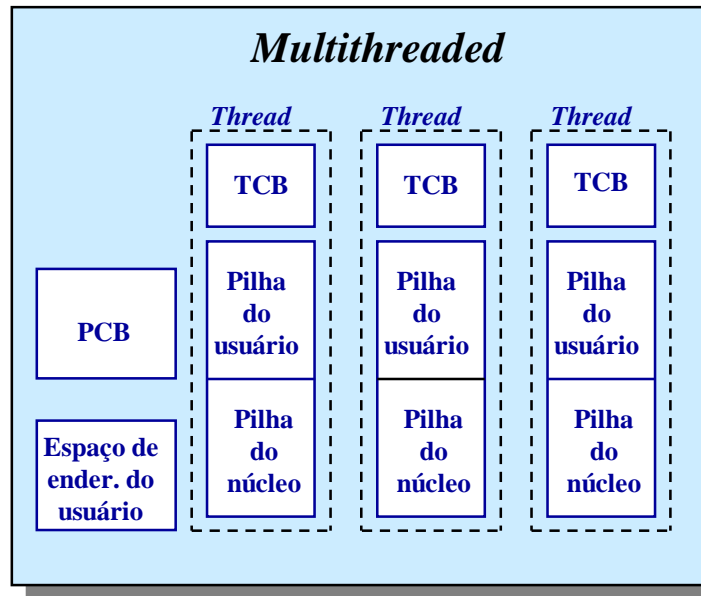 Multithreaded
Thread
Thread
Thread
TCB
TCB
TCB
PCB
Espaço de
ender. do
usuário
Pilha
do
usuário
Pilha
do
núcleo
Pilha
do
usuário
Pilha
do
núcleo
Pilha
do
usuário
Pilha
do
núcleo